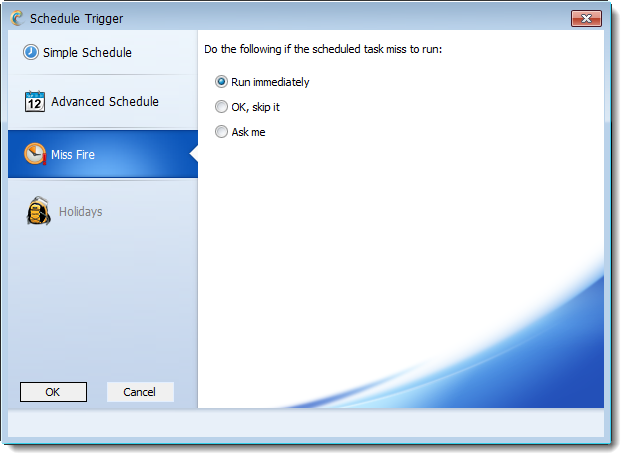 Schedule Trigger
Simple Schedule
12
Advanced Schedule
Miss Fire
Holidays
Do the following if the scheduled task miss to run:
Run immediately
OK, skip it
Ask me
OK
Cancel